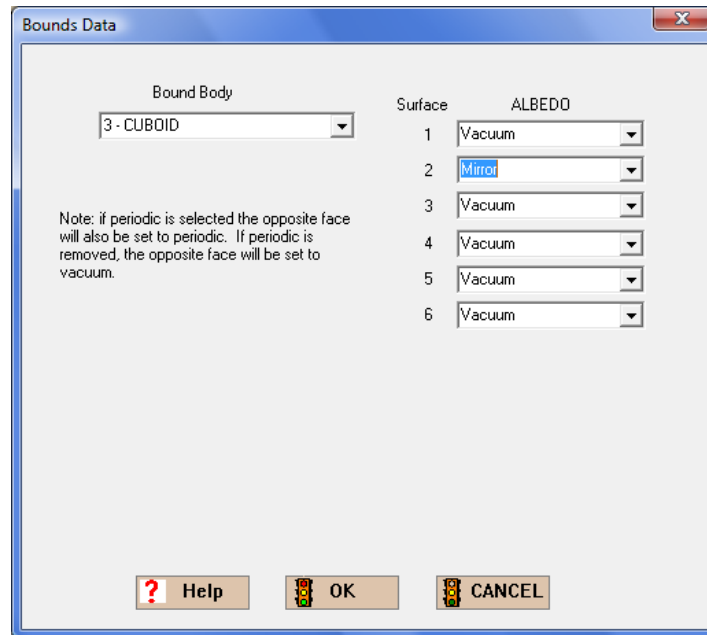 Bounds Data
Bound Body
3 - CUBOID
Surface ALBEDO
1 Vacuum
2 Mirror
3 Vacuum
4 Vacuum
5 Vacuum
6 Vacuum
Note: if periodic is selected the opposite face
will also be set to periodic. If periodic is
removed, the opposite face will be set to
vacuum.
? Help
OK
CANCEL